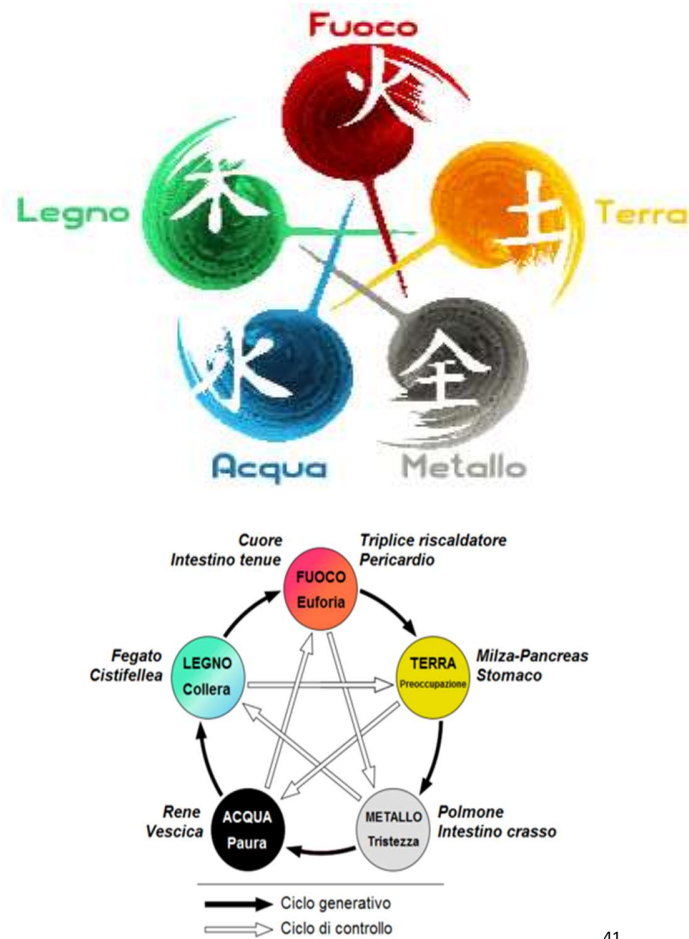 Fuoco
火
木
Legno
土
Terra
水
全
Acqua
Metallo
Cuore
Intestino tenue
Triplice riscaldatore
Pericardio
FUOCO
Euforia
Fegato
Cistifellea
LEGNO
Collera
TERRA
Preoccupazione
Milza-Pancreas
Stomaco
Rene
Vescica
ACQUA
Paura
METALLO
Tristezza
Polmone
Intestino crasso
Ciclo generativo
Ciclo di controllo
41